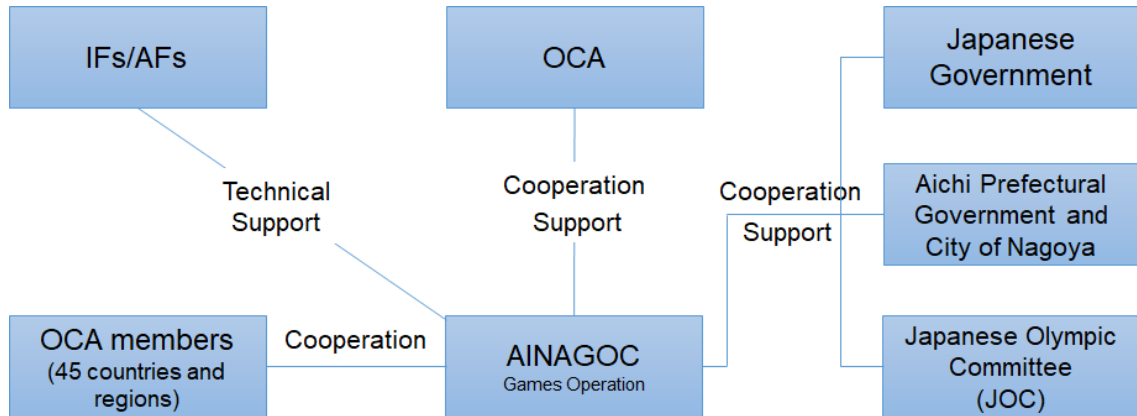 IFs/AFs
OCA
Japanese
Government
Technical
Support
Cooperation
Support
Cooperation
Support
Aichi Prefectural
Government and
City of Nagoya
OCA members
(45 countries and
regions)
Cooperation
AINAGOC
Games Operation
Japanese Olympic
Committee
(JOC)